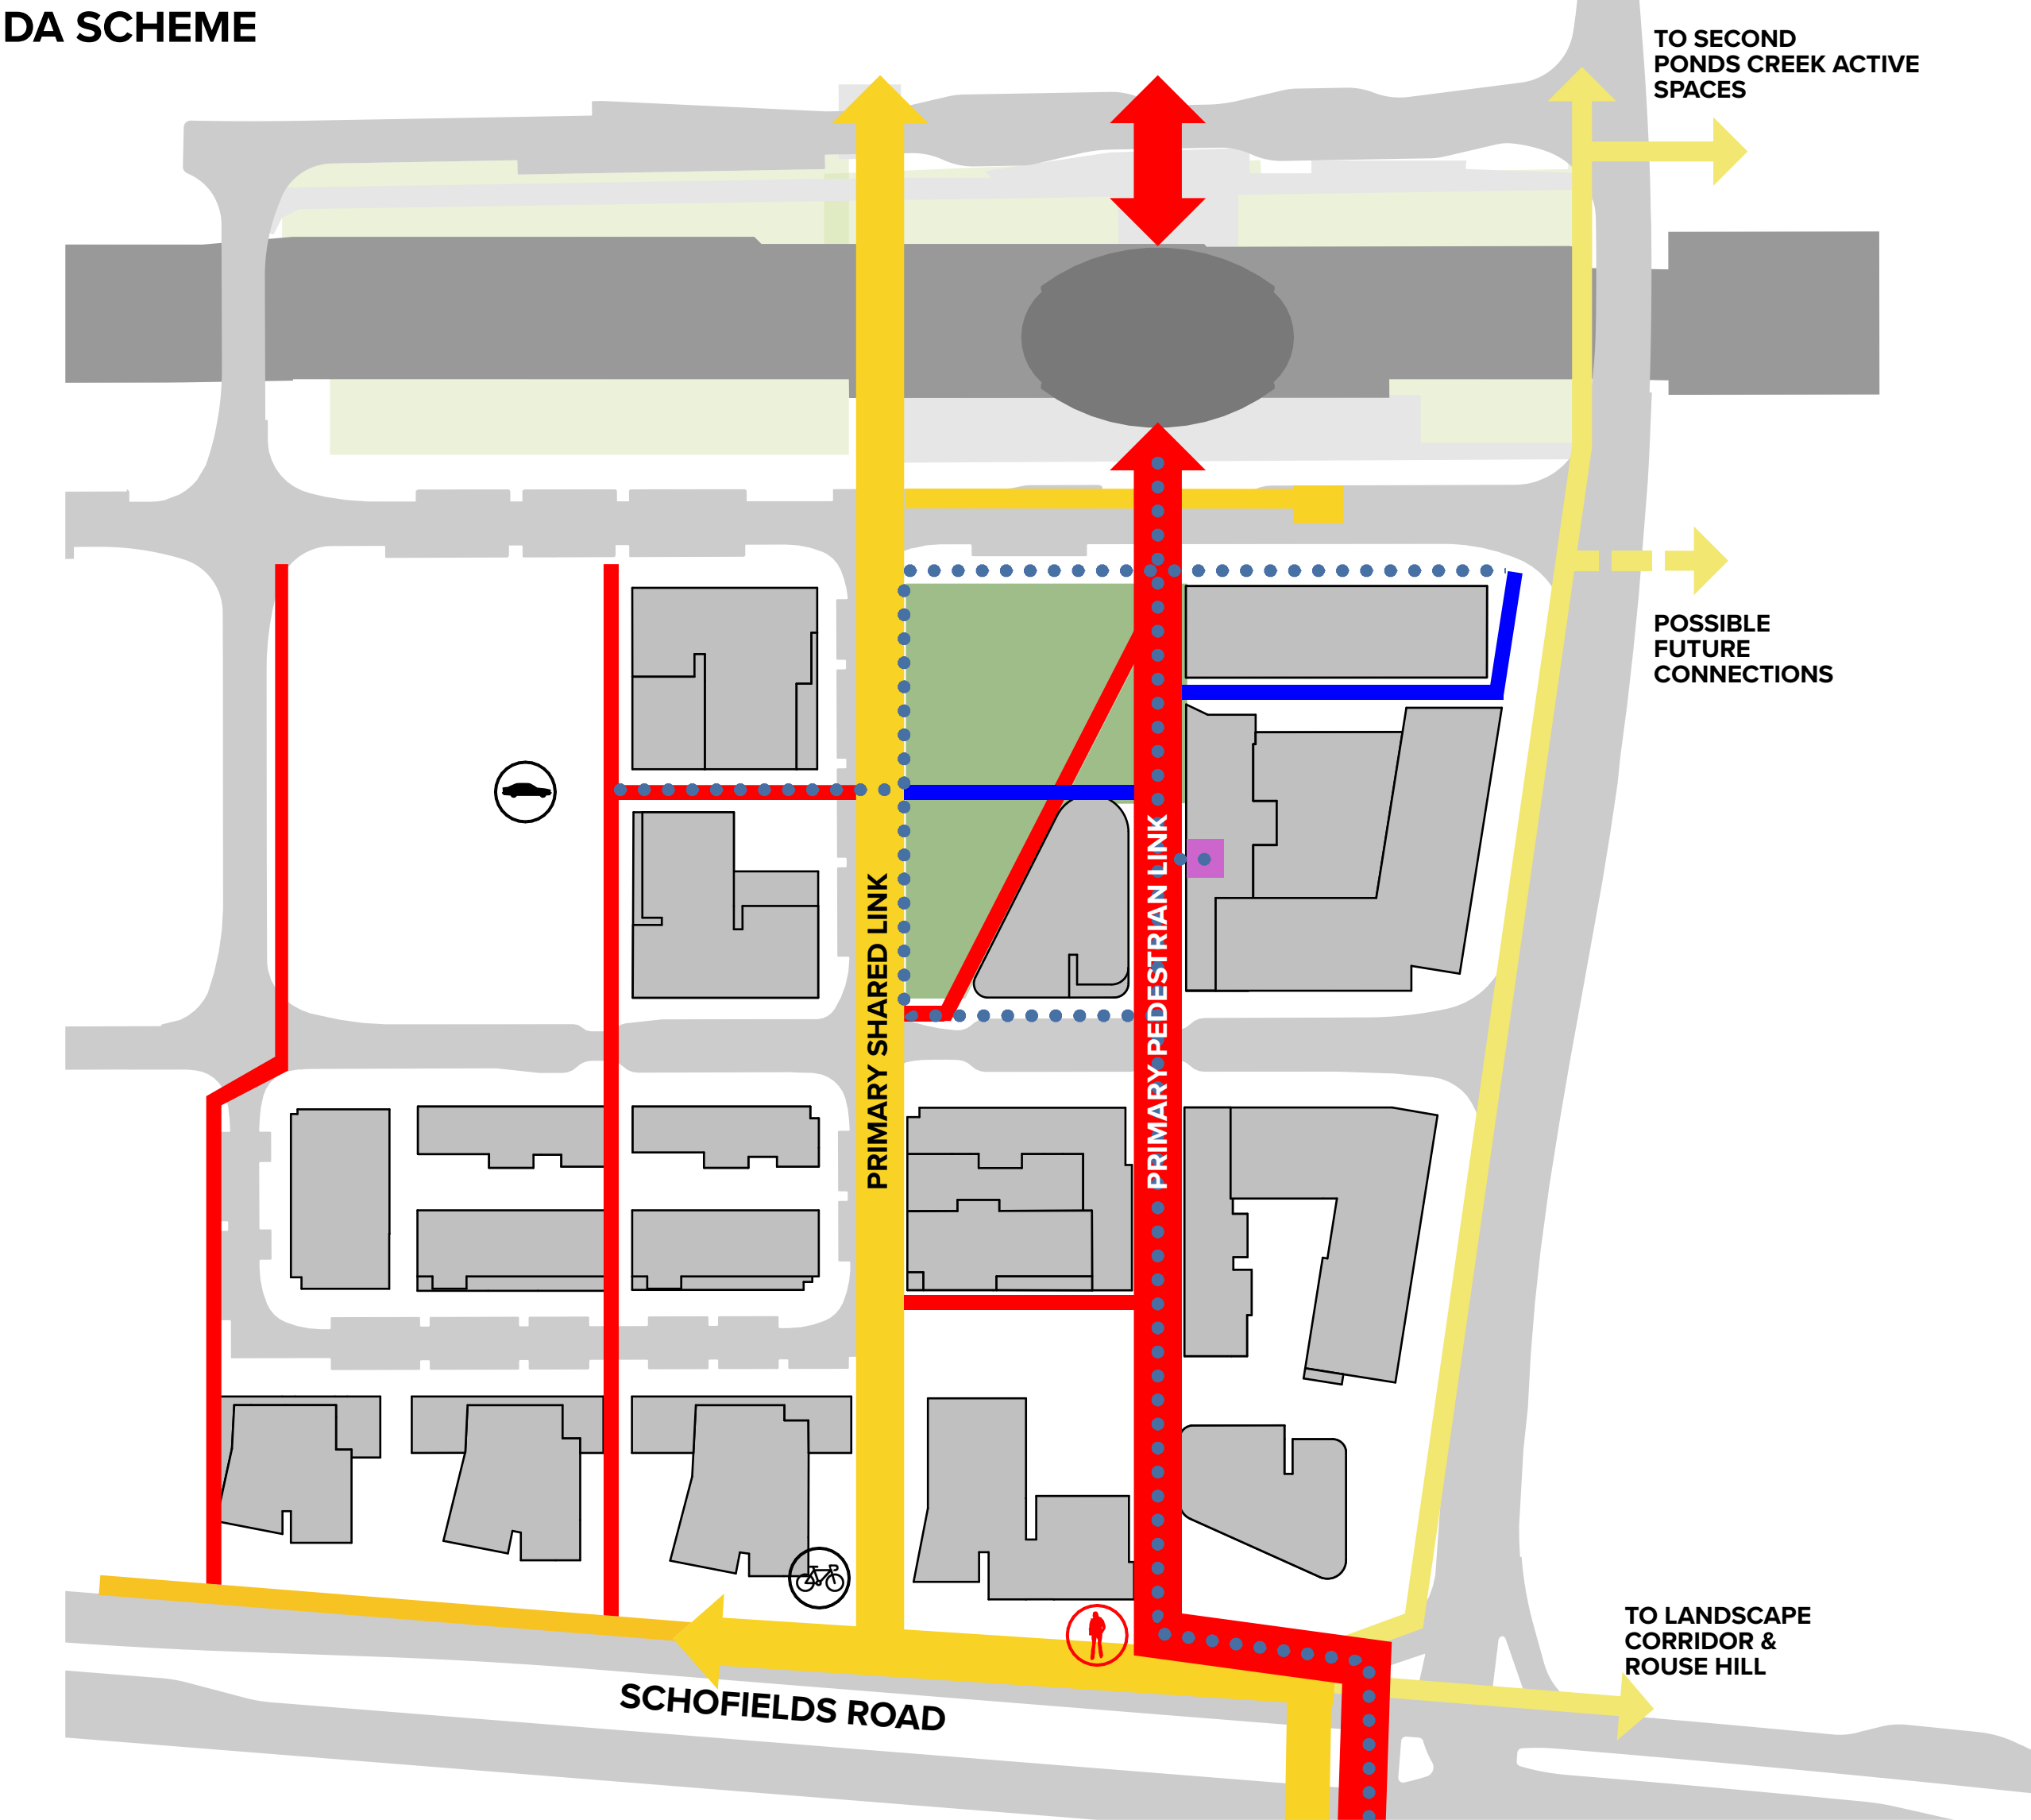 DA SCHEME
TO SECOND
PONDS CREEK ACTIVE
SPACES
POSSIBLE
FUTURE
CONNECTIONS
PRIMARY SHARED LINK
PRIMARY PEDESTRIAN LINK
TO LANDSCAPE
CORRIDOR &
ROUSE HILL
SCHOFIELDS ROAD